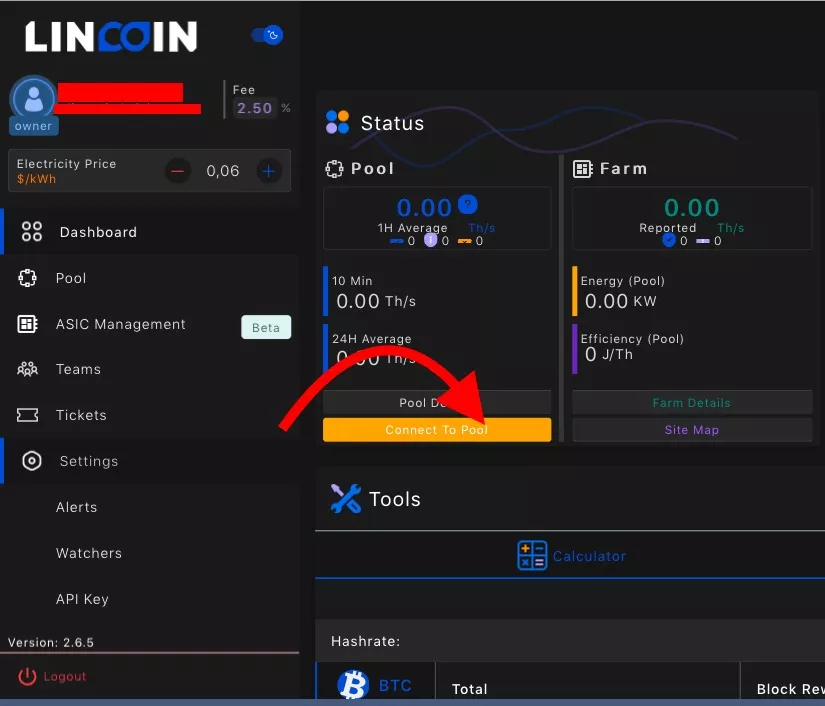 LINCOIN
Fee
2.50 %
owner
Electricity Price
$/kWh
0,06
Dashboard
Pool
ASIC Management
Beta
Teams
Tickets
Settings
Alerts
Watchers
API Key
Version: 2.6.5
Logout
Status
Pool
0.00 ?
1H Average Th/s
0 0 0
10 Min
0.00 Th/s
24H Average
0.00 Th/s
Pool
Connect To Pool
Farm
0.00
Reported Th/s
0 0
Energy (Pool)
0.00 KW
Efficiency (Pool)
0 J/Th
Farm Details
Site Map
Tools
Calculator
Hashrate:
BTC
Total
Block